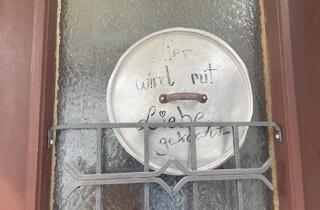 Hier
wird mit
Liebe
gekocht...